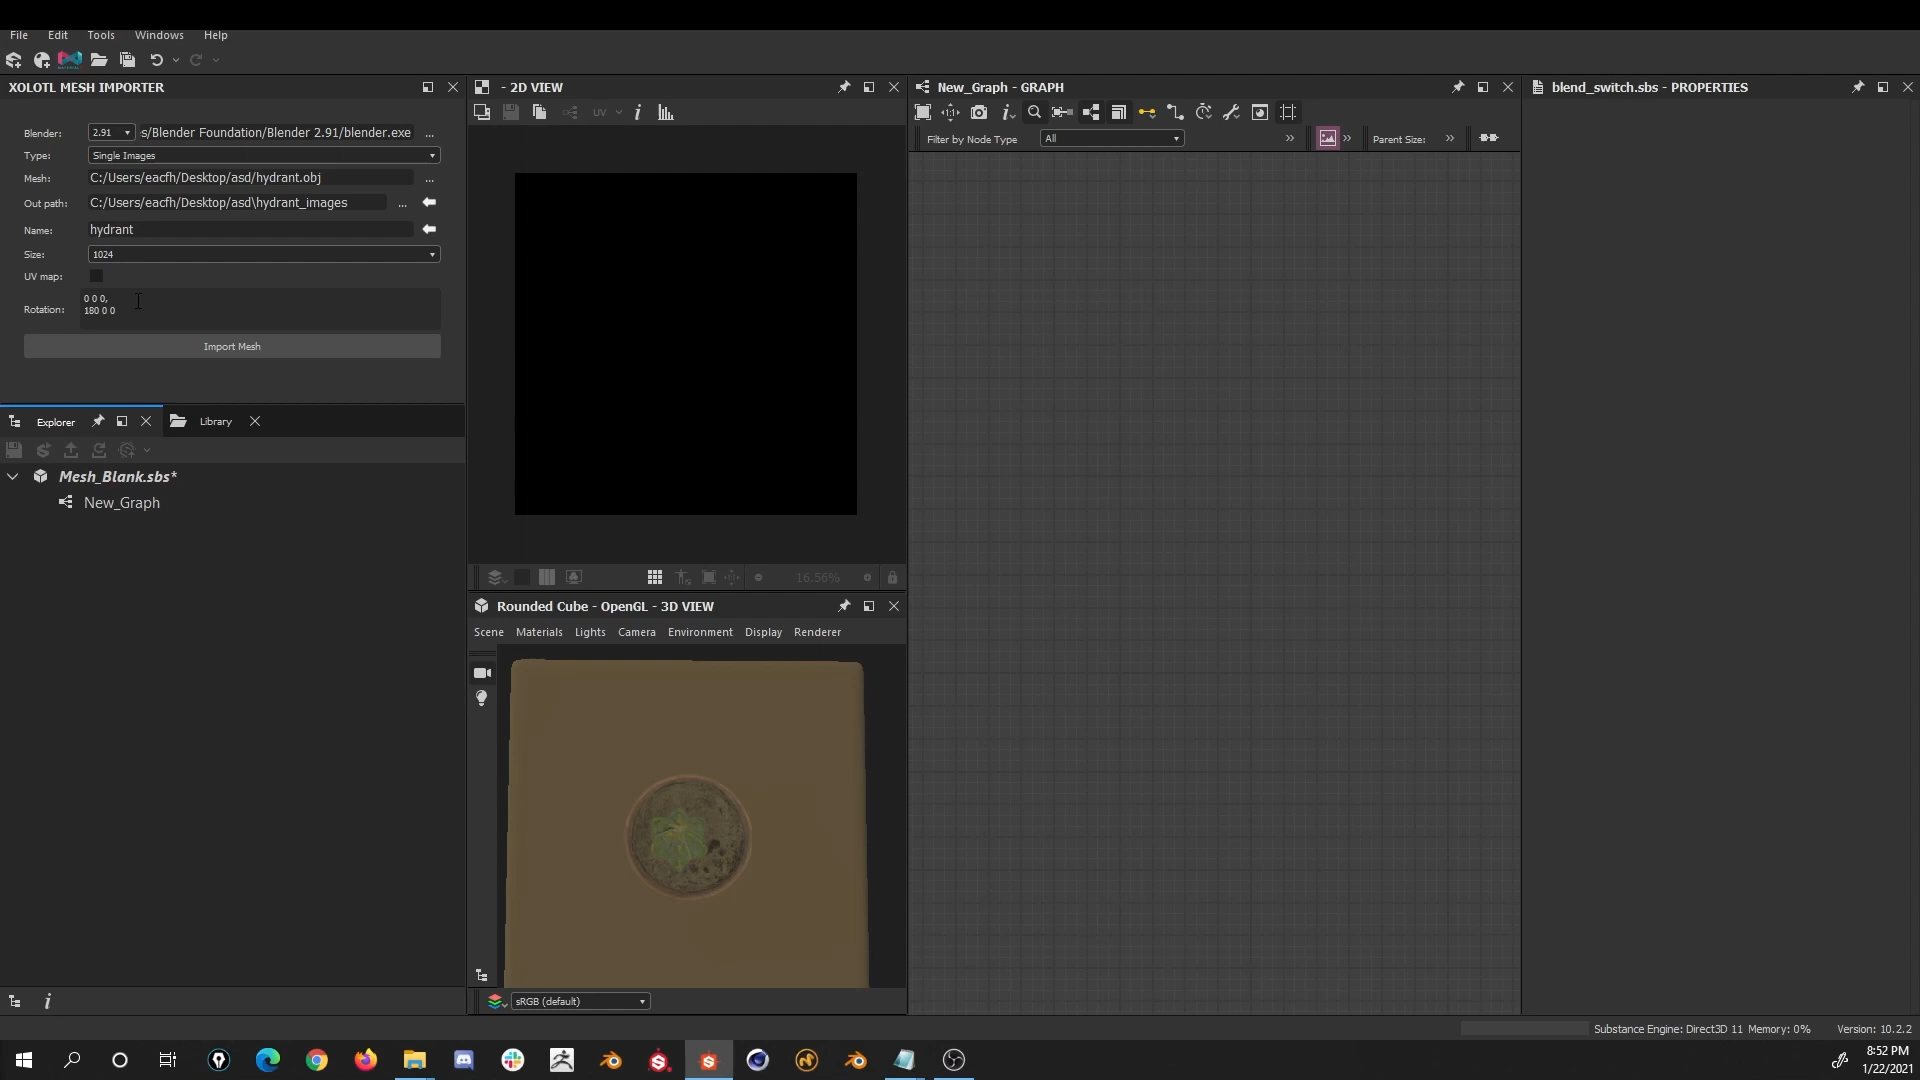 File Edit Tools Windows Help
XOLOTL MESH IMPORTER
Blender: 2.91 s/Blender Foundation/Blender 2.91/blender.exe ...
Type: Single Images
Mesh: C:/Users/eacfh/Desktop/asd/hydrant.obj ...
Out path: C:/Users/eacfh/Desktop/asd\hydrant_images ...
Name: hydrant
Size: 1024
UV map:
Rotation: 0 0 0,
180 0 0
Import Mesh
Explorer Library
Mesh_Blank.sbs*
New_Graph
- 2D VIEW
UV
16.56%
Rounded Cube - OpenGL - 3D VIEW
Scene Materials Lights Camera Environment Display Renderer
sRGB (default)
New_Graph - GRAPH
Filter by Node Type All Parent Size:
blend_switch.sbs - PROPERTIES
Substance Engine: Direct3D 11 Memory: 0% Version: 10.2.2
8:52 PM
1/22/2021